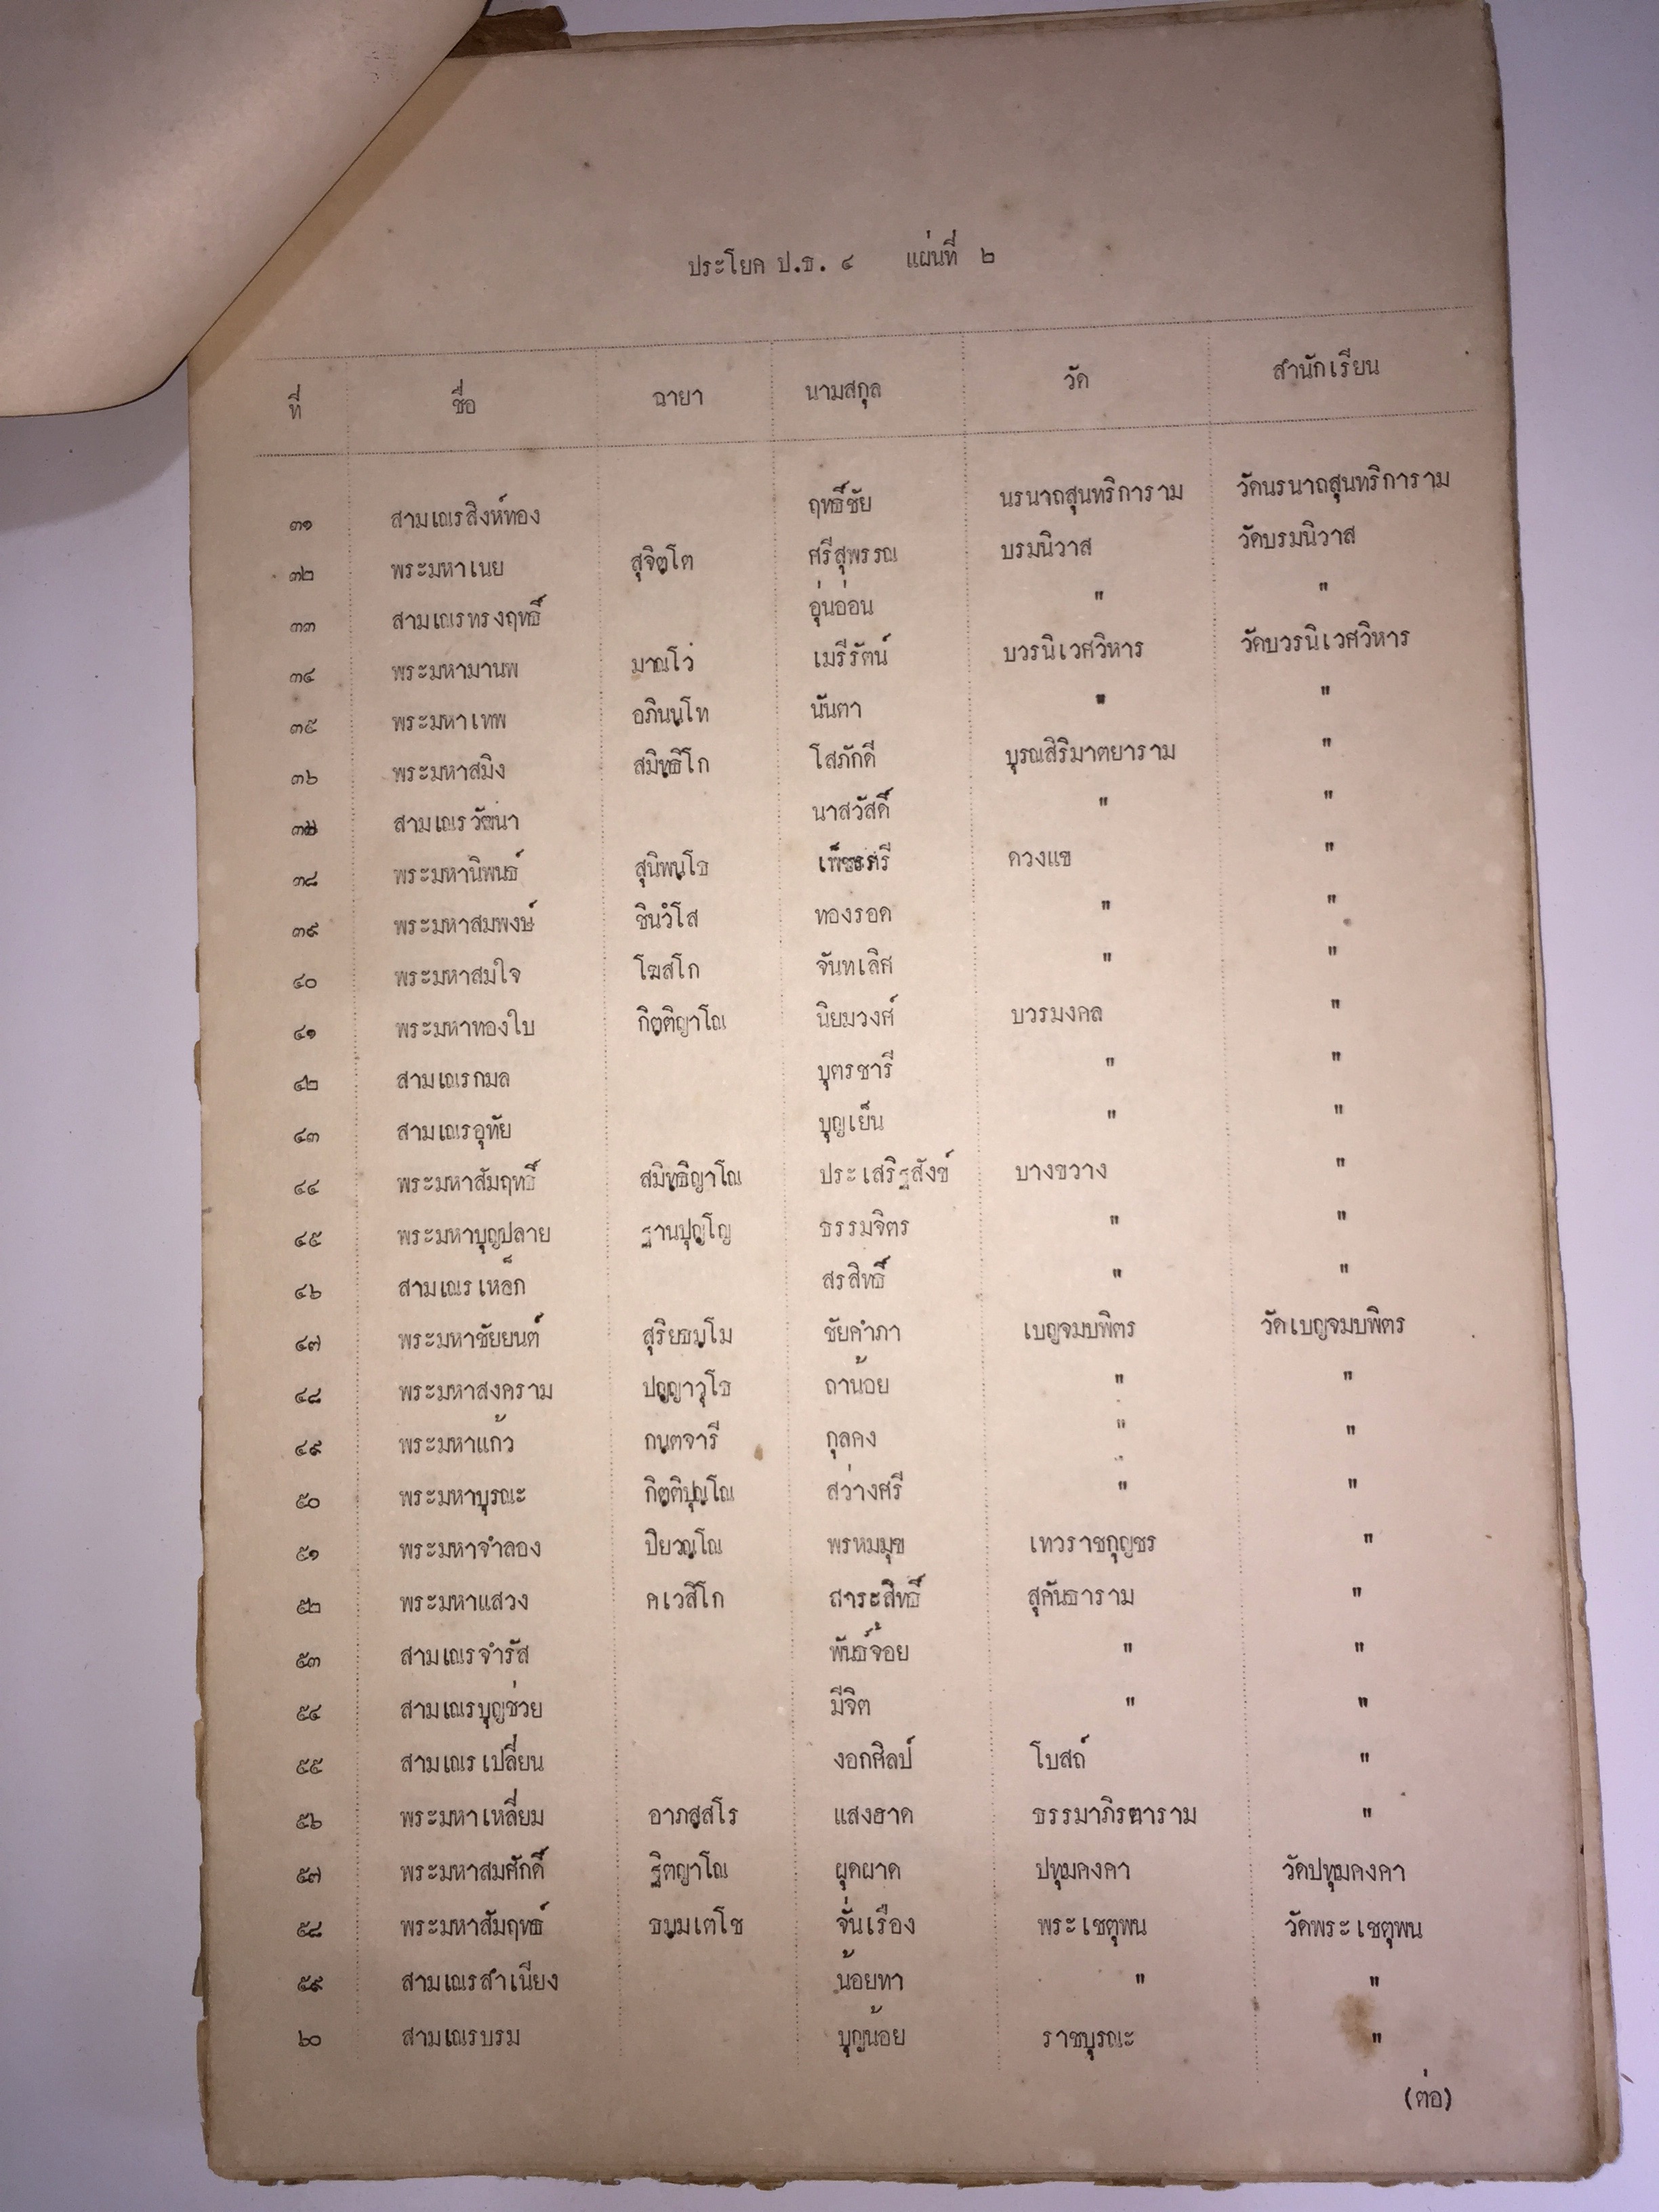 ประโยค ป.ธ. ๔ แผ่นที่ ๒
ที่ ชื่อ ฉายา นามสกุล วัด สำนักเรียน
๓๑ สามเณรสิงห์ทอง ฤทธิ์ชัย นรนาถสุนทริการาม วัดนรนาถสุนทริการาม
๓๒ พระมหาเนย สุจิตฺโต ศรีสุพรรณ บรมนิวาส วัดบรมนิวาส
๓๓ สามเณรทรงฤทธิ์ อุ่นอ่อน " "
๓๔ พระมหามานพ มาณโว เมรีรัตน์ บวรนิเวศวิหาร วัดบวรนิเวศวิหาร
๓๕ พระมหาเทพ อภินนฺโท นันตา " "
๓๖ พระมหาสมิง สมิทฺธิโก โสภักดี บุรณสิริมาตยาราม "
๓๗ สามเณรวัฒนา นาสวัสดิ์ " "
๓๘ พระมหานิพนธ์ สุนิพนฺโธ ดวงแข "
๓๙ พระมหาสมพงษ์ ชินวํโส ทองรอด " "
๔๐ พระมหาสมใจ โฆสโก จันทเลิศ " "
๔๑ พระมหาทองใบ กิตฺติญาโณ นิยมวงศ์ บวรมงคล "
๔๒ สามเณรกมล บุตรชารี " "
๔๓ สามเณรอุทัย บุญเย็น " "
๔๔ พระมหาสัมฤทธิ์ สมิทฺธิญาโณ ประเสริฐสังข์ บางขวาง "
๔๕ พระมหาบุญปลาย ฐานปุญฺโญ ธรรมจิตร " "
๔๖ สามเณรเหล็ก สรสิทธิ์ " "
๔๗ พระมหาชัยยนต์ สุริยธมฺโม ชัยคำภา เบญจมบพิตร วัดเบญจมบพิตร
๔๘ พระมหาสงคราม ปญฺญาวุโธ ถาน้อย " "
๔๙ พระมหาแก้ว กนฺตจารี กุลคง " "
๕๐ พระมหาบุรณะ กิตฺติปุญฺโณ สว่างศรี " "
๕๑ พระมหาจำลอง ปิยวณฺโณ พรหมมุข เทวราชกุญชร "
๕๒ พระมหาแสวง คเวสิโก สาระสิทธิ์ สุคันธาราม "
๕๓ สามเณรจำรัส พันธ์จ้อย " "
๕๔ สามเณรบุญช่วย มีจิต " "
๕๕ สามเณรเปลี่ยน งอกศิลป์ โบสถ์ "
๕๖ พระมหาเหลี่ยม อาภสฺสโร แสงธาด ธรรมาภิรตาราม "
๕๗ พระมหาสมศักดิ์ ฐิตญาโณ ผุดผาด ปทุมคงคา วัดปทุมคงคา
๕๘ พระมหาสัมฤทธ์ ธมฺมเตโช จั่นเรือง พระเชตุพน วัดพระเชตุพน
๕๙ สามเณรสำเนียง น้อยทา " "
๖๐ สามเณรบรม บุญน้อย ราชบุรณะ "
(ต่อ)